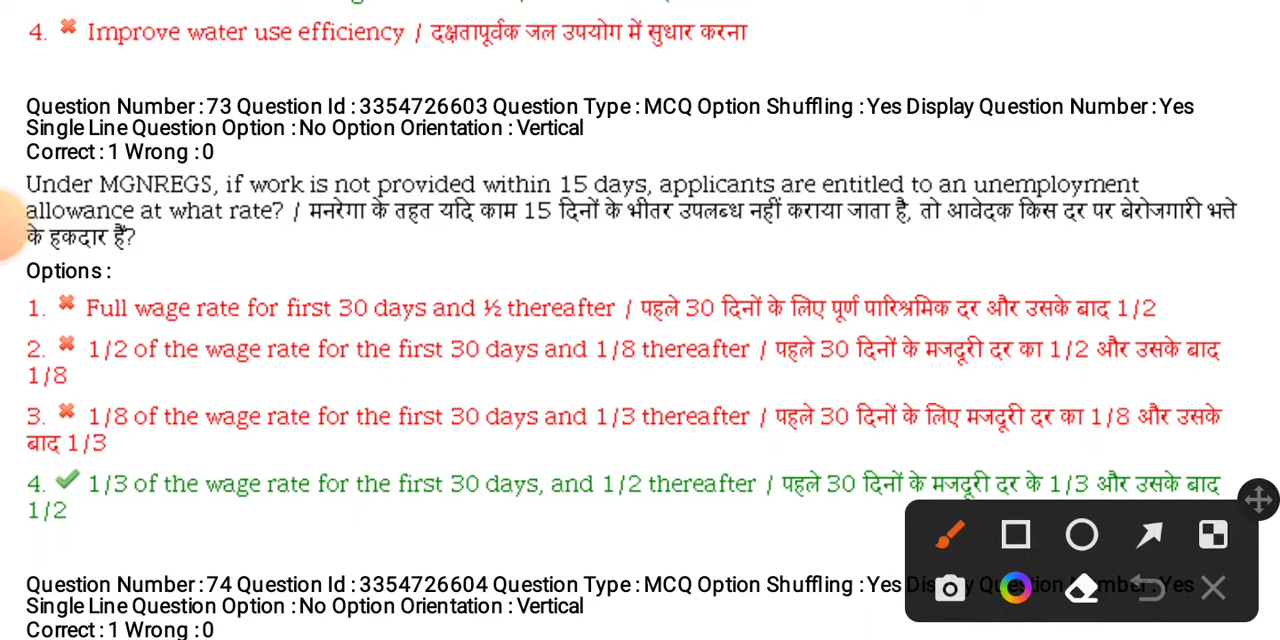 4. Improve water use efficiency / दक्षतापूर्वक जल उपयोग में सुधार करना
Question Number : 73 Question Id : 3354726603 Question Type : MCQ Option Shuffling : Yes Display Question Number : Yes
Single Line Question Option : No Option Orientation : Vertical
Correct : 1 Wrong : 0
Under MGNREGS, if work is not provided within 15 days, applicants are entitled to an unemployment
allowance at what rate? / मनरेगा के तहत यदि काम 15 दिनों के भीतर उपलब्ध नहीं कराया जाता है, तो आवेदक किस दर पर बेरोजगारी भत्ते
के हकदार हैं?
Options :
1. Full wage rate for first 30 days and ½ thereafter / पहले 30 दिनों के लिए पूर्ण पारिश्रमिक दर और उसके बाद 1/2
2. 1/2 of the wage rate for the first 30 days and 1/8 thereafter / पहले 30 दिनों के मजदूरी दर का 1/2 और उसके बाद
1/8
3. 1/8 of the wage rate for the first 30 days and 1/3 thereafter / पहले 30 दिनों के लिए मजदूरी दर का 1/8 और उसके
बाद 1/3
4. 1/3 of the wage rate for the first 30 days, and 1/2 thereafter / पहले 30 दिनों के मजदूरी दर के 1/3 और उसके बाद
1/2
Question Number : 74 Question Id : 3354726604 Question Type : MCQ Option Shuffling : Yes Display Question Number : Yes
Single Line Question Option : No Option Orientation : Vertical
Correct : 1 Wrong : 0